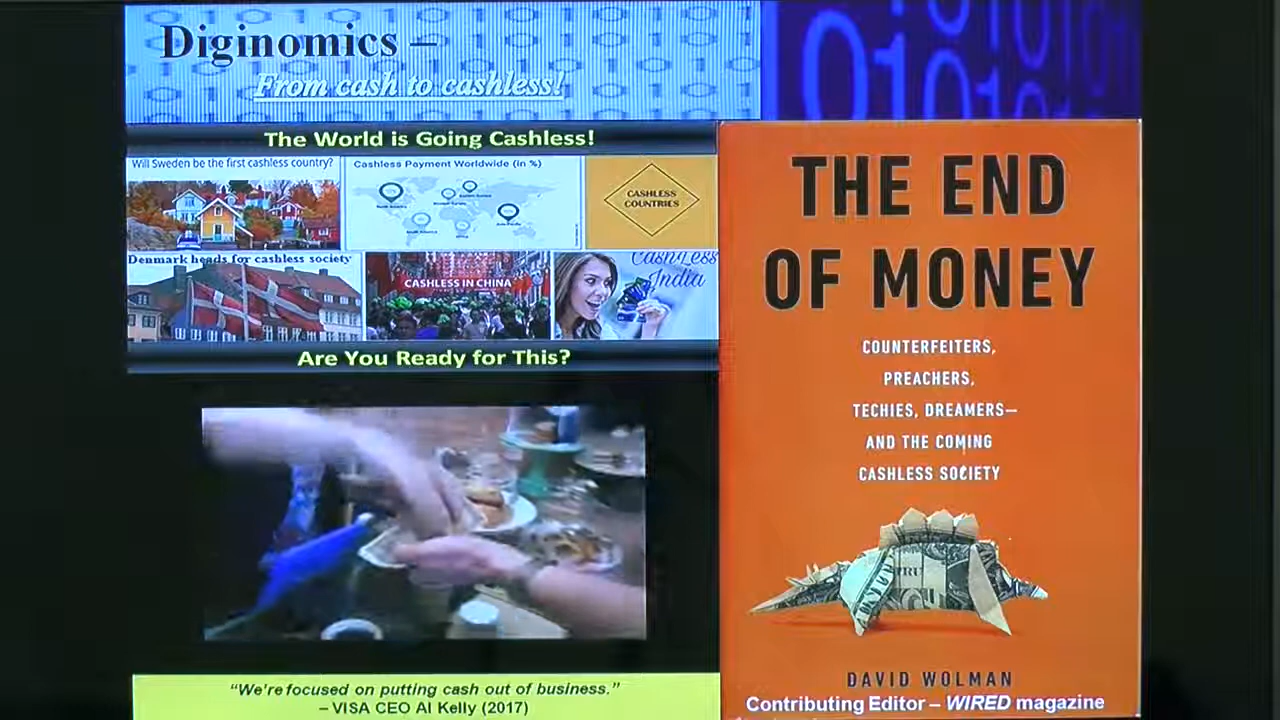 Diginomics –
From cash to cashless!
The World is Going Cashless!
Will Sweden be the first cashless country?
Cashless Payment Worldwide (in %)
CASHLESS
COUNTRIES
Denmark heads for cashless society
CASHLESS IN CHINA
CashLess
India
Are You Ready for This?
“We’re focused on putting cash out of business.”
– VISA CEO Al Kelly (2017)
THE END
OF MONEY
COUNTERFEITERS,
PREACHERS,
TECHIES, DREAMERS—
AND THE COMING
CASHLESS SOCIETY
DAVID WOLMAN
Contributing Editor – WIRED magazine